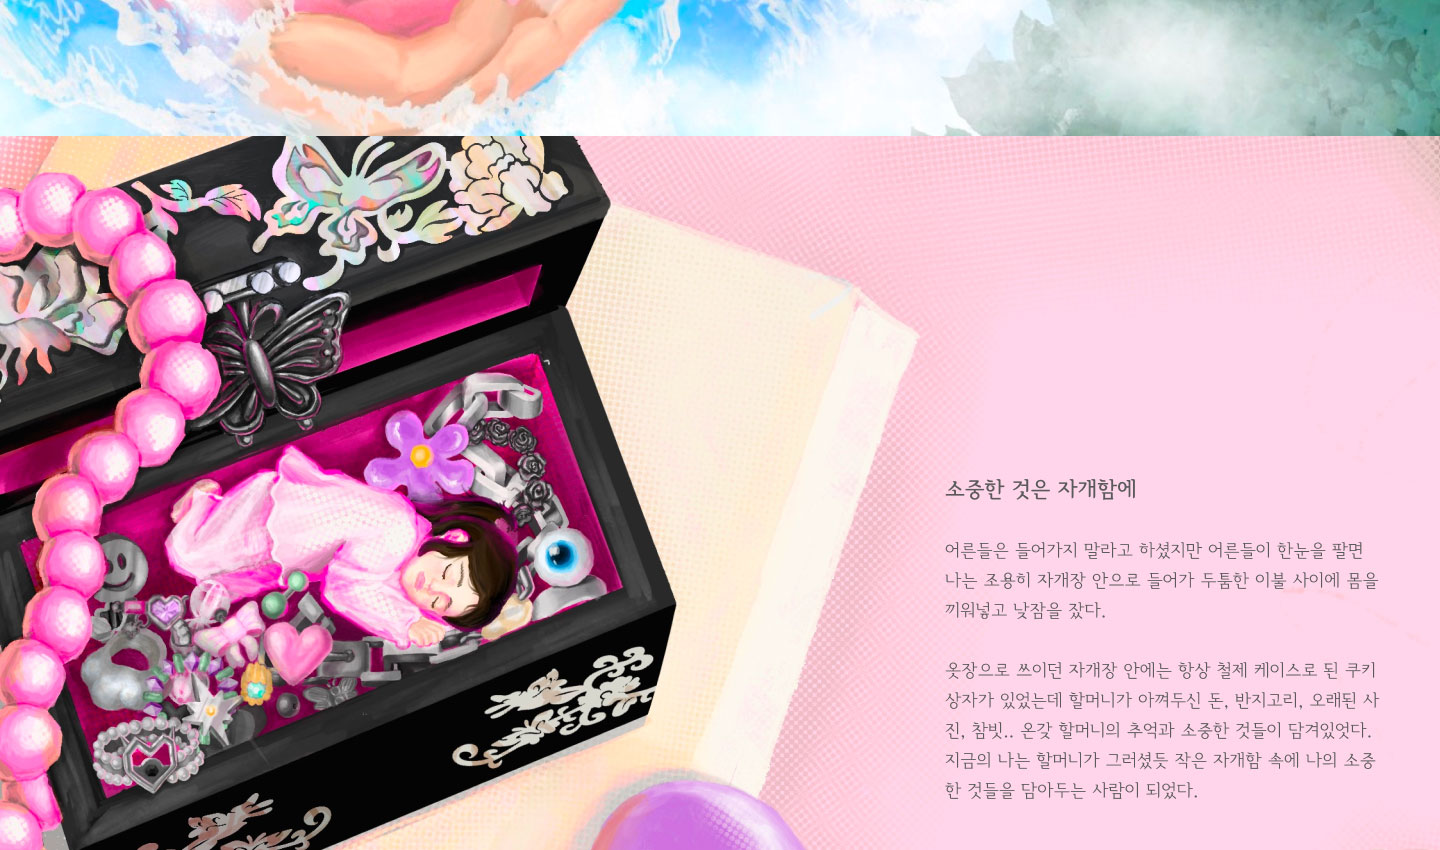 소중한 것은 자개함에
어른들은 들어가지 말라고 하셨지만 어른들이 한눈을 팔면
나는 조용히 자개장 안으로 들어가 두툼한 이불 사이에 몸을
끼워넣고 낮잠을 잤다.
옷장으로 쓰이던 자개장 안에는 항상 철제 케이스로 된 쿠키
상자가 있었는데 할머니가 아껴두신 돈, 반지고리, 오래된 사
진, 참빗.. 온갖 할머니의 추억과 소중한 것들이 담겨있엇다.
지금의 나는 할머니가 그러셨듯 작은 자개함 속에 나의 소중
한 것들을 담아두는 사람이 되었다.